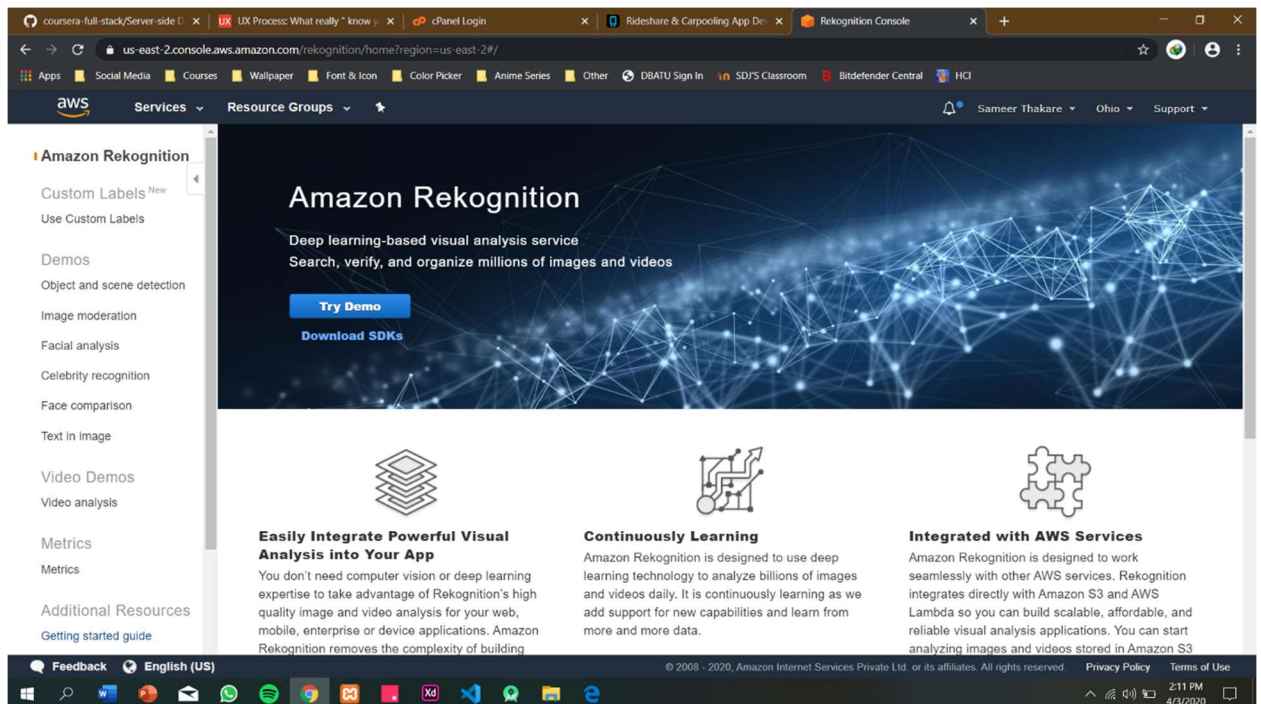 coursera-full-stack/Server-side D
UX Process: What really " know y
cPanel Login
Rideshare & Carpooling App Dev
Rekognition Console
us-east-2.console.aws.amazon.com/rekognition/home?region=us-east-2#/
Apps Social Media Courses Wallpaper Font & Icon Color Picker Anime Series Other DBATU Sign In SDJ'S Classroom Bitdefender Central HCI
aws Services Resource Groups Sameer Thakare Ohio Support
Amazon Rekognition
Custom Labels New
Use Custom Labels
Demos
Object and scene detection
Image moderation
Facial analysis
Celebrity recognition
Face comparison
Text in image
Video Demos
Video analysis
Metrics
Metrics
Additional Resources
Getting started guide
Amazon Rekognition
Deep learning-based visual analysis service
Search, verify, and organize millions of images and videos
Try Demo
Download SDKs
Easily Integrate Powerful Visual
Analysis into Your App
You don't need computer vision or deep learning
expertise to take advantage of Rekognition's high
quality image and video analysis for your web,
mobile, enterprise or device applications. Amazon
Rekognition removes the complexity of building
Continuously Learning
Amazon Rekognition is designed to use deep
learning technology to analyze billions of images
and videos daily. It is continuously learning as we
add support for new capabilities and learn from
more and more data.
Integrated with AWS Services
Amazon Rekognition is designed to work
seamlessly with other AWS services. Rekognition
integrates directly with Amazon S3 and AWS
Lambda so you can build scalable, affordable, and
reliable visual analysis applications. You can start
analyzing images and videos stored in Amazon S3
Feedback English (US) © 2008 - 2020, Amazon Internet Services Private Ltd. or its affiliates. All rights reserved. Privacy Policy Terms of Use
2:11 PM
4/3/2020